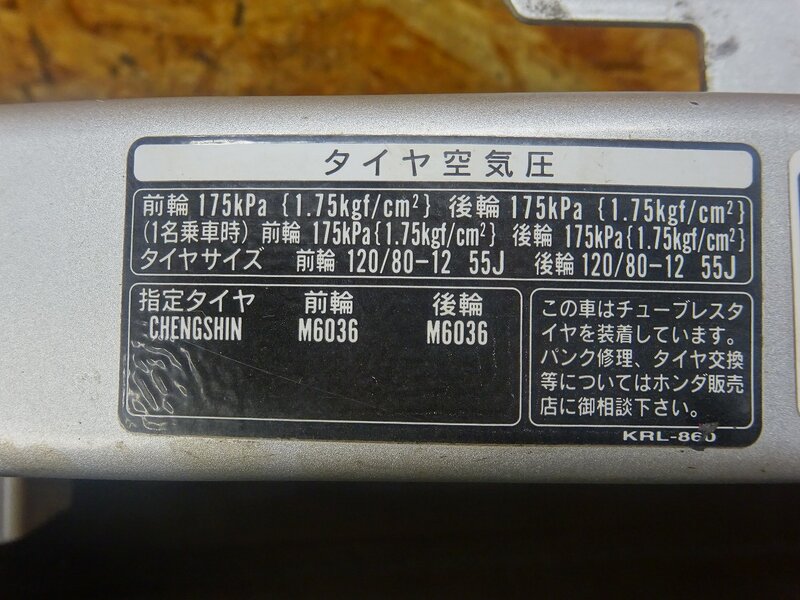 タイヤ空気圧
前輪 175kPa {1.75kgf/cm²} 後輪 175kPa {1.75kgf/cm²}
(1名乗車時) 前輪 175kPa{1.75kgf/cm²} 後輪 175kPa{1.75kgf/cm²}
タイヤサイズ 前輪 120/80-12 55J 後輪 120/80-12 55J
指定タイヤ 前輪 後輪
CHENGSHIN M6036 M6036
この車はチューブレスタ
イヤを装着しています。
パンク修理、タイヤ交換
等についてはホンダ販売
店に御相談下さい。
KRL-860